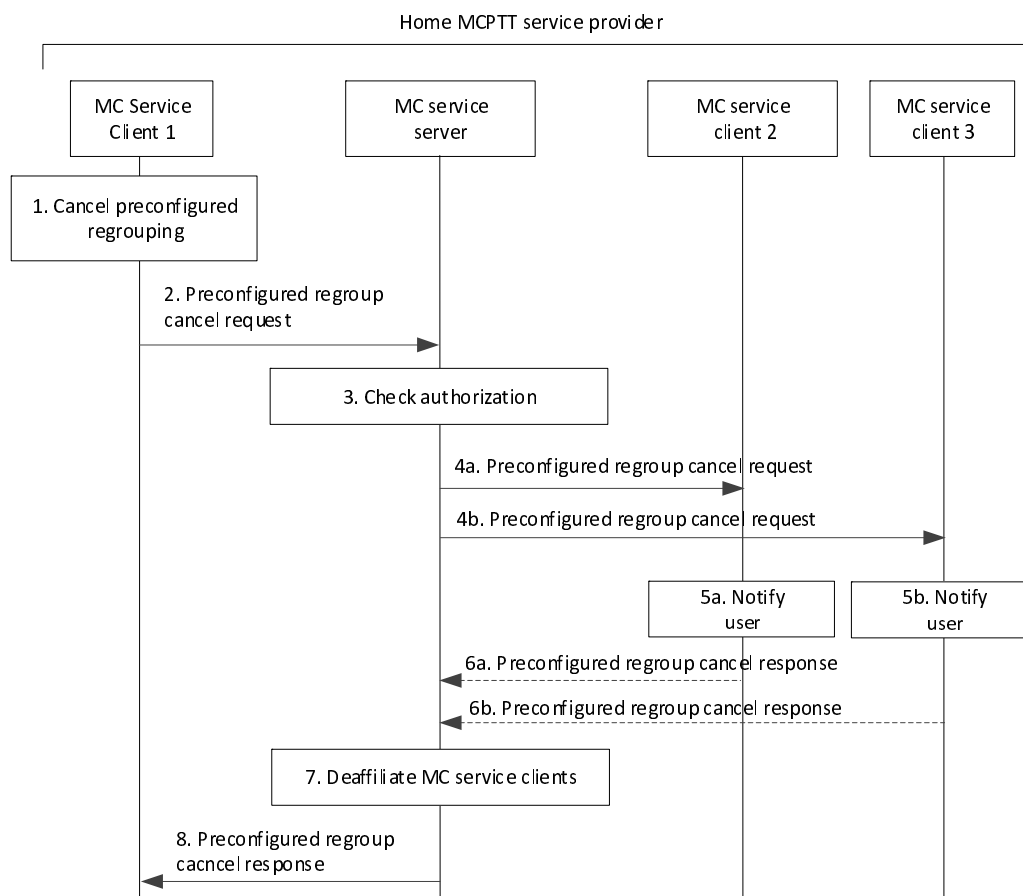 Home MCPTT service provider
MC Service
Client 1
MC service
server
MC service
client 2
MC service
client 3
1. Cancel preconfigured
regrouping
2. Preconfigured regroup
cancel request
3. Check authorization
4a. Preconfigured regroup cancel request
4b. Preconfigured regroup cancel request
5a. Notify
user
5b. Notify
user
6a. Preconfigured regroup cancel response
6b. Preconfigured regroup cancel response
7. Deaffiliate MC service clients
8. Preconfigured regroup
cacncel response